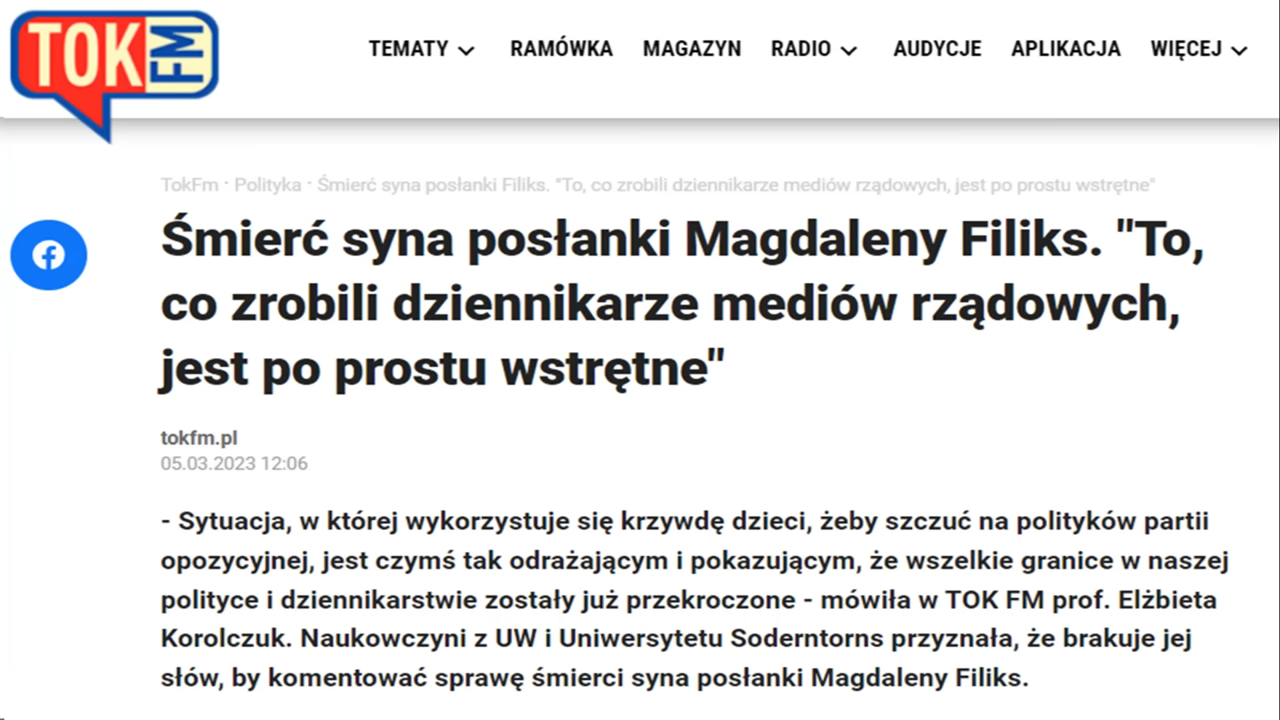 TOK FM
TEMATY RAMÓWKA MAGAZYN RADIO AUDYCJE APLIKACJA WIĘCEJ
TokFm · Polityka · Śmierć syna posłanki Filiks. "To, co zrobili dziennikarze mediów rządowych, jest po prostu wstrętne"
Śmierć syna posłanki Magdaleny Filiks. "To,
co zrobili dziennikarze mediów rządowych,
jest po prostu wstrętne"
tokfm.pl
05.03.2023 12:06
- Sytuacja, w której wykorzystuje się krzywdę dzieci, żeby szczuć na polityków partii
opozycyjnej, jest czymś tak odrażającym i pokazującym, że wszelkie granice w naszej
polityce i dziennikarstwie zostały już przekroczone - mówiła w TOK FM prof. Elżbieta
Korolczuk. Naukowczyni z UW i Uniwersytetu Soderntorns przyznała, że brakuje jej
słów, by komentować sprawę śmierci syna posłanki Magdaleny Filiks.